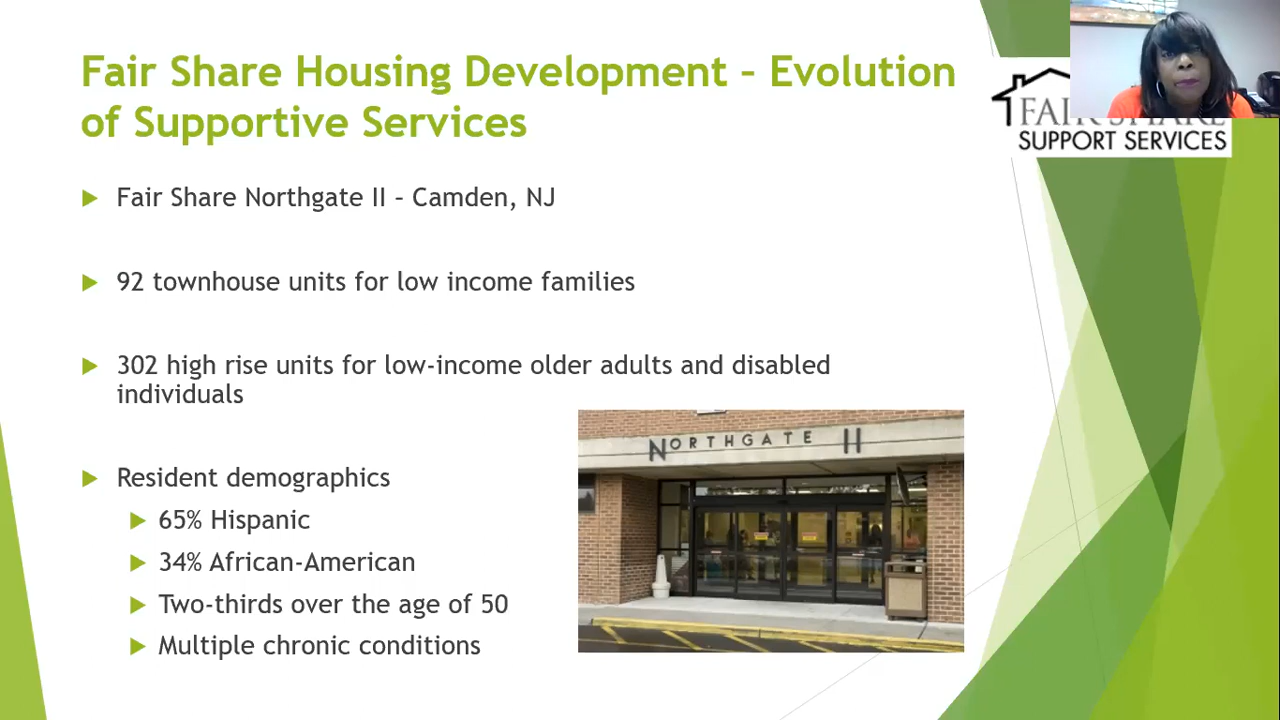 Fair Share Housing Development – Evolution
of Supportive Services
FAIR SHARE
SUPPORT SERVICES
Fair Share Northgate II – Camden, NJ
92 townhouse units for low income families
302 high rise units for low-income older adults and disabled
individuals
NORTHGATE II
Resident demographics
65% Hispanic
34% African-American
Two-thirds over the age of 50
Multiple chronic conditions